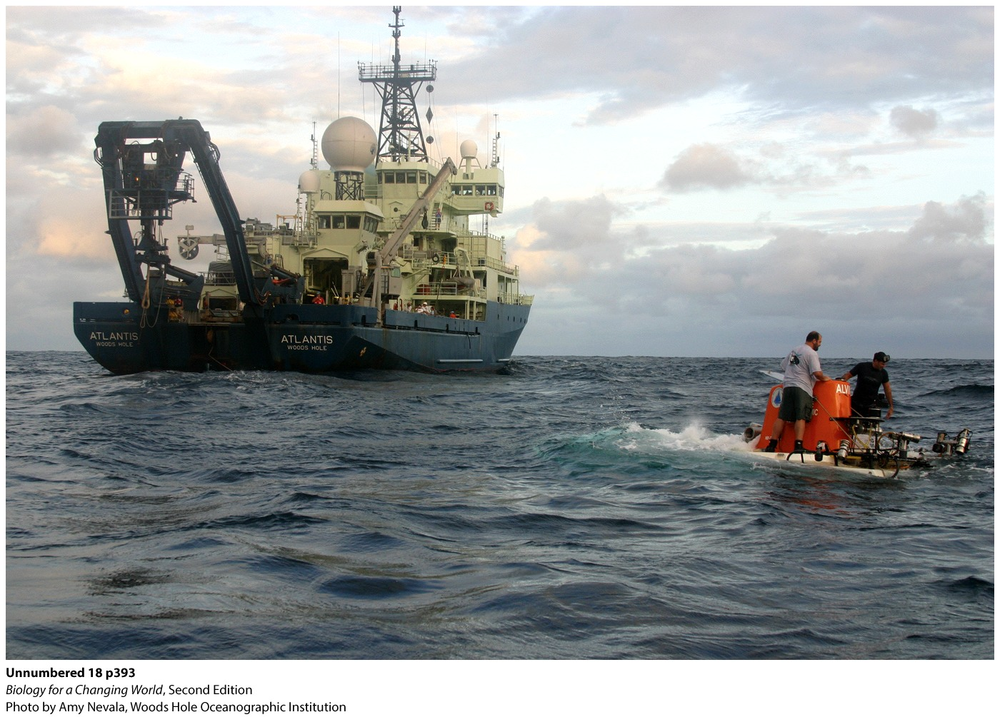 ATLANTIS
WOODS HOLE
ATLANTIS
WOODS HOLE
Unnumbered 18 p393
Biology for a Changing World, Second Edition
Photo by Amy Nevala, Woods Hole Oceanographic Institution